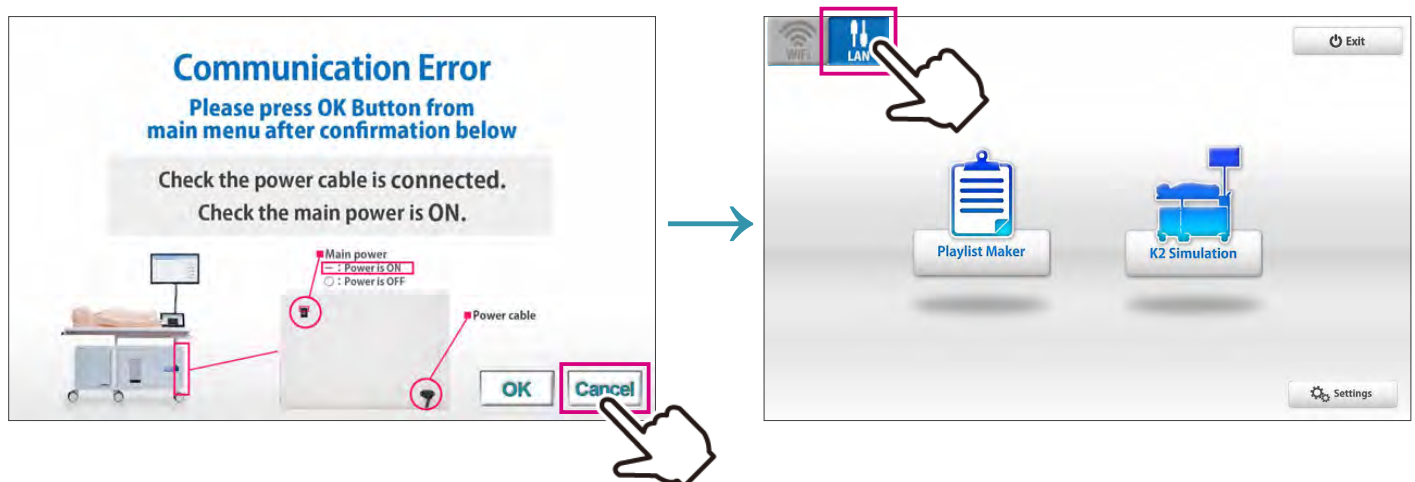 Communication Error
Please press OK Button from
main menu after confirmation below
Check the power cable is connected.
Check the main power is ON.
■Main power
— : Power is ON
○ : Power is OFF
■Power cable
OK
Cancel
WiFi
LAN
Exit
Playlist Maker
K2 Simulation
Settings